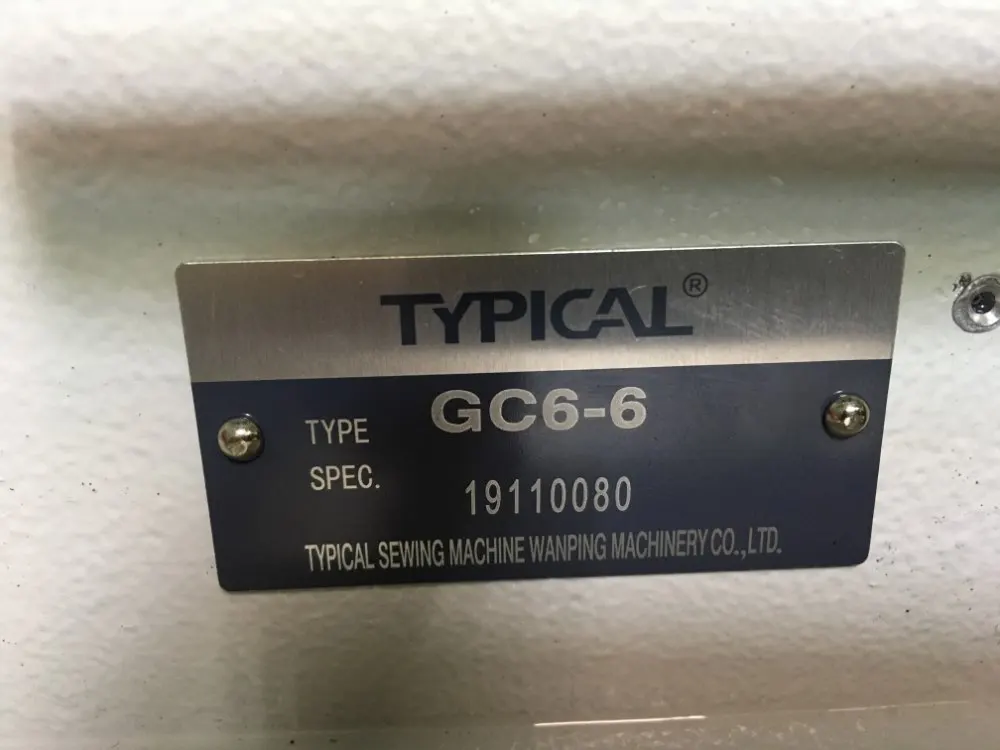 TYPICAL®
TYPE GC6-6
SPEC. 19110080
TYPICAL SEWING MACHINE WANPING MACHINERY CO.,LTD.